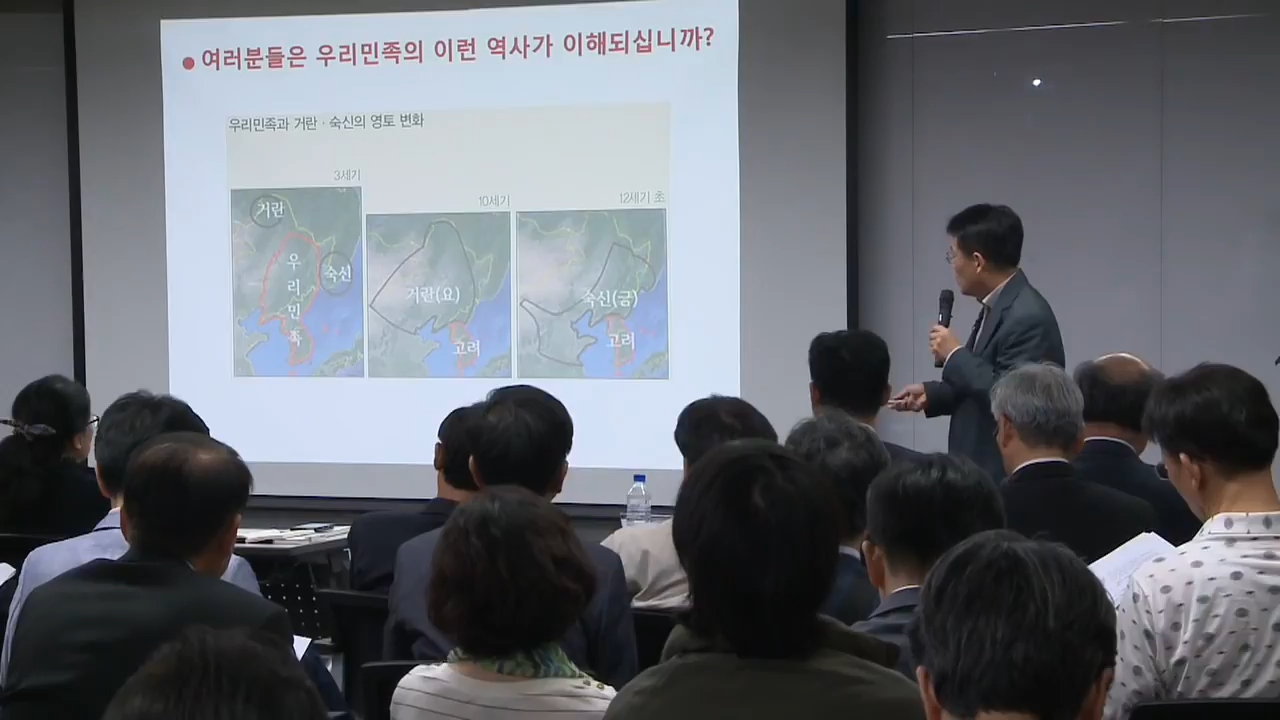 ● 여러분들은 우리민족의 이런 역사가 이해되십니까?
우리민족과 거란 · 숙신의 영토 변화
3세기
10세기
12세기 초
거란
우리민족
숙신
거란(요)
고려
숙신(금)
고려